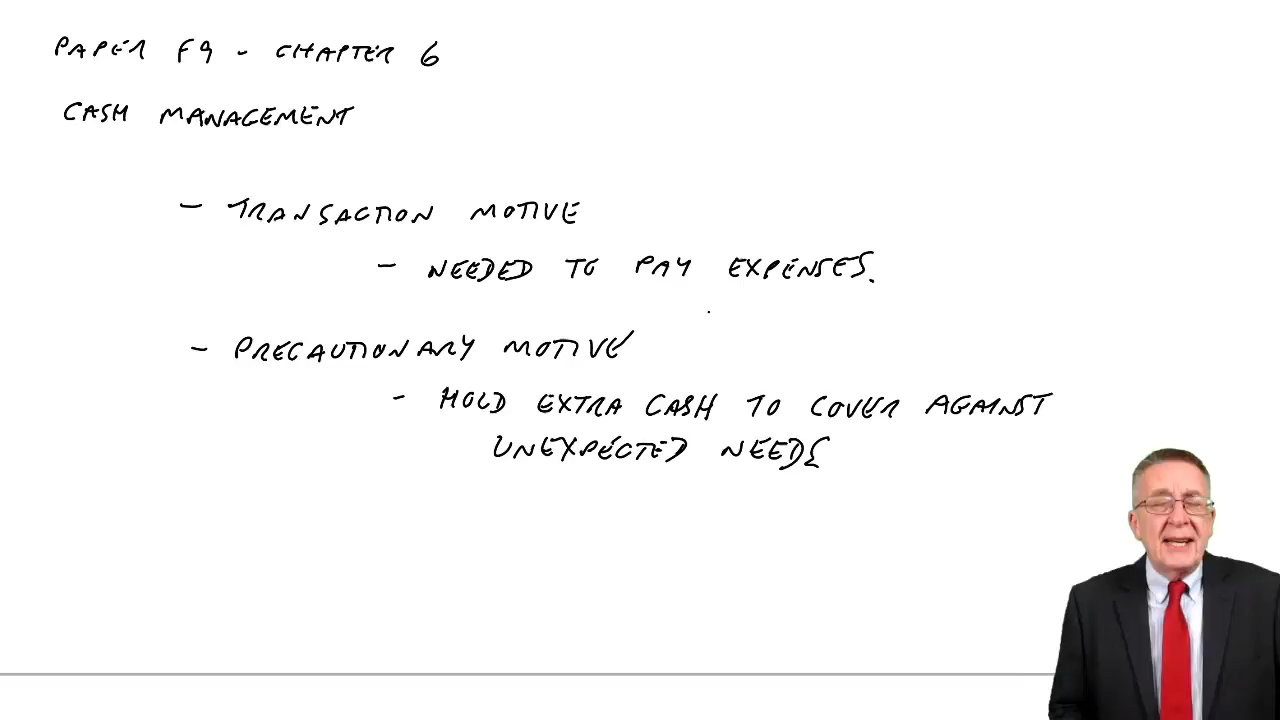 PAPER F9 - CHAPTER 6
CASH MANAGEMENT
- TRANSACTION MOTIVE
- NEEDED TO PAY EXPENSES.
- PRECAUTIONARY MOTIVE
- HOLD EXTRA CASH TO COVER AGAINST
UNEXPECTED NEEDS